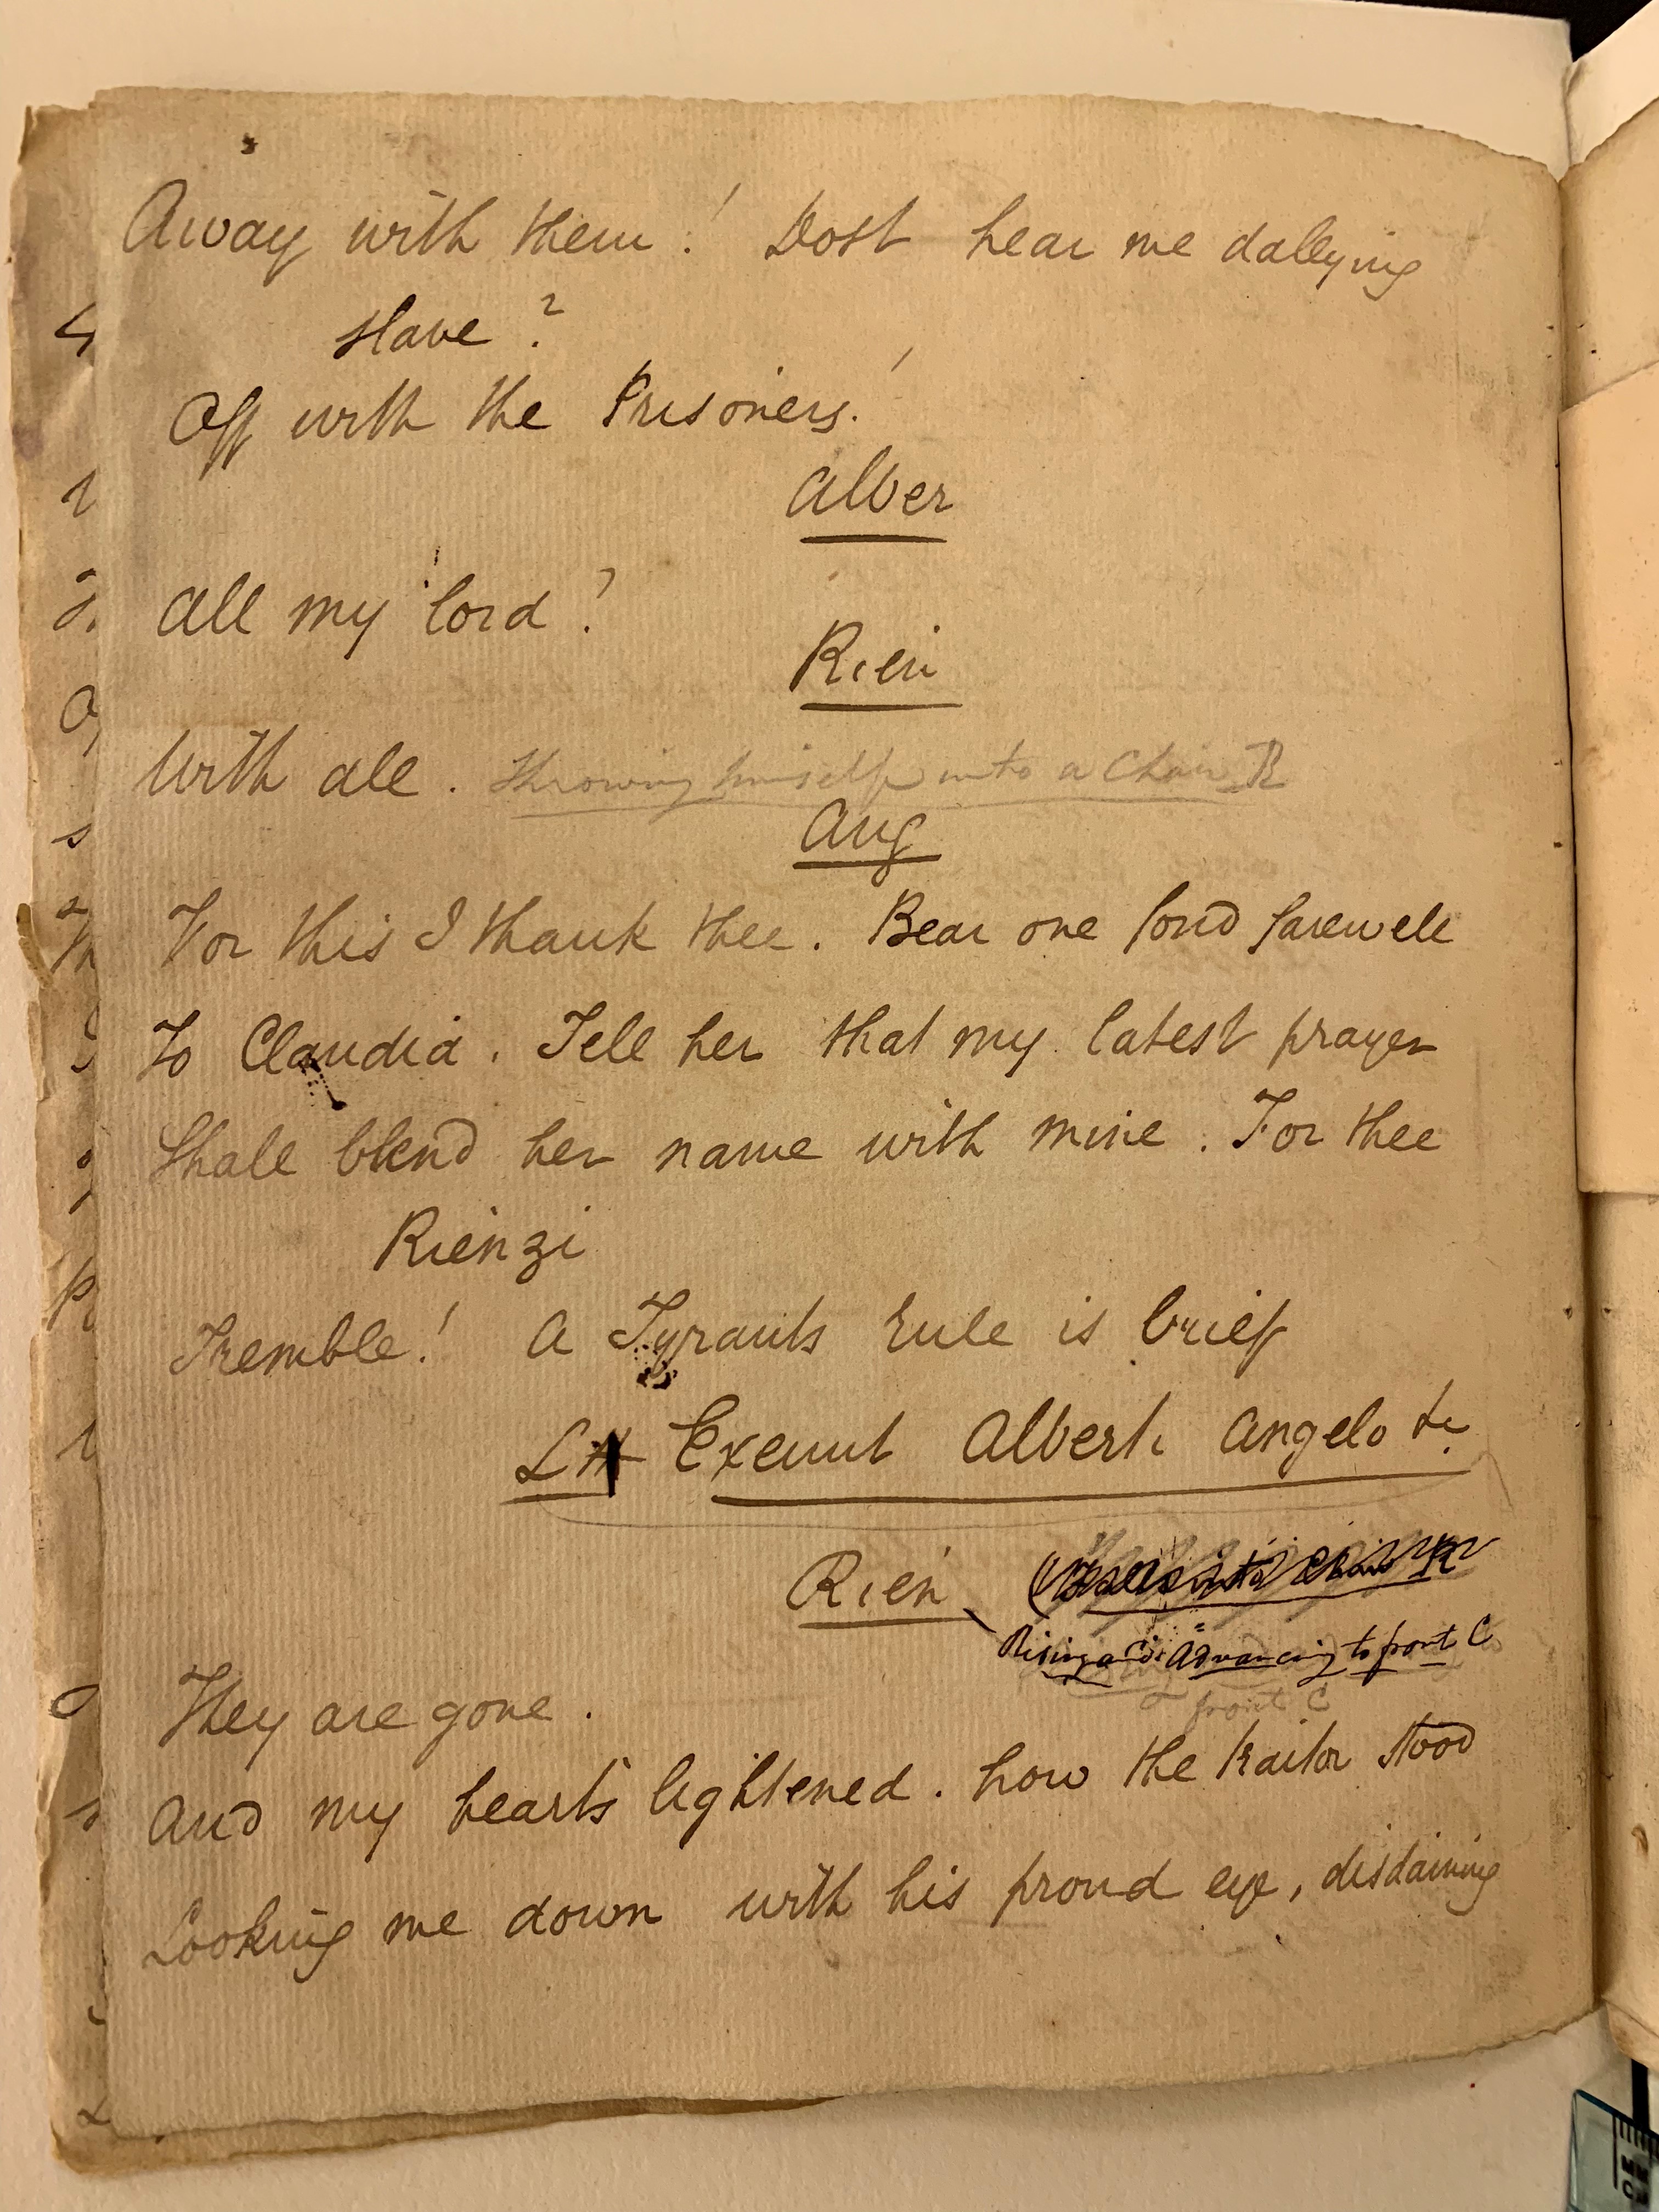 Away with them! Dost hear me dallying
slave?
Off with the Prisoners!
Alber
All my lord?
Rien
With all. Throwing himself into a Chair R
Ang
For this I thank thee. Bear one fond farewell
To Claudia. Tell her that my latest prayer
Shall blend her name with mine. For thee
Rienzi
Tremble! A Tyrants rule is brief
Exeunt Alberti Angelo &c
Rien
Rising and Advancing to front C
front C
They are gone.
And my hearts lightened. how the traitor stood
Looking me down with his proud eye, disdaining